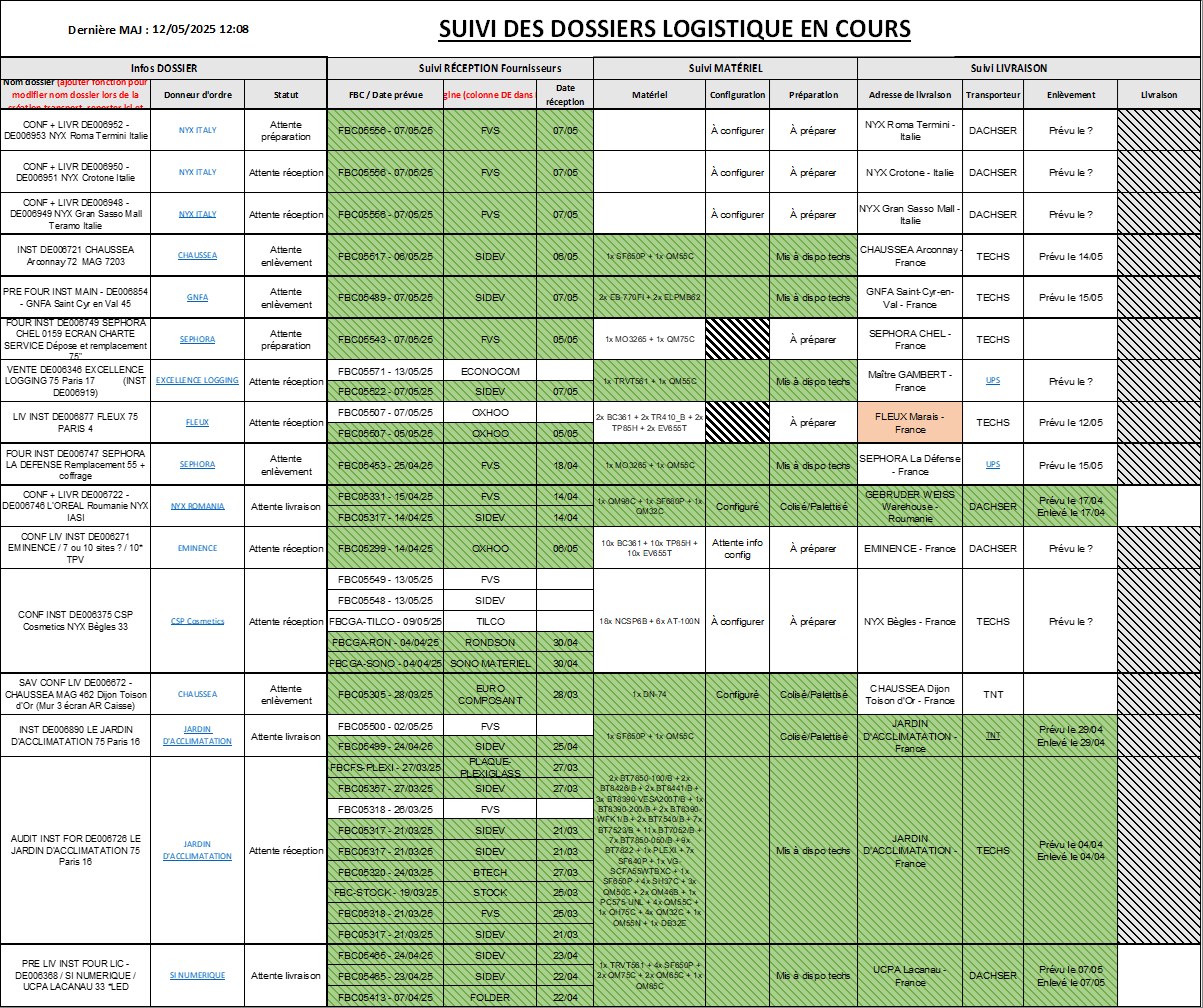 Dernière MAJ : 12/05/2025 12:08
SUIVI DES DOSSIERS LOGISTIQUE EN COURS
Infos DOSSIER
Suivi RÉCEPTION Fournisseurs
Suivi MATÉRIEL
Suivi LIVRAISON
Nom dossier (ajouter fonction pour
modifier nom dossier lors de la
création transport, reporter ici et
Donneur d'ordre
Statut
FBC / Date prévue
gine (colonne DE dans
Date
réception
Matériel
Configuration
Préparation
Adresse de livraison
Transporteur
Enlèvement
Livraison
CONF + LIVR DE006952 -
DE006953 NYX Roma Termini Italie
NYX ITALY
Attente
préparation
FBC05556 - 07/05/25
FVS
07/05
À configurer
À préparer
NYX Roma Termini -
Italie
DACHSER
Prévu le ?
CONF + LIVR DE006950 -
DE006951 NYX Crotone Italie
NYX ITALY
Attente réception
FBC05556 - 07/05/25
FVS
07/05
À configurer
À préparer
NYX Crotone - Italie
DACHSER
Prévu le ?
CONF + LIVR DE006948 -
DE006949 NYX Gran Sasso Mall
Teramo Italie
NYX ITALY
Attente réception
FBC05556 - 07/05/25
FVS
07/05
À configurer
À préparer
NYX Gran Sasso Mall -
Italie
DACHSER
Prévu le ?
INST DE006721 CHAUSSEA
Arconnay 72 MAG 7203
CHAUSSEA
Attente
enlèvement
FBC05517 - 06/05/25
SIDEV
06/05
1x SF650P + 1x QM55C
Mis à dispo techs
CHAUSSEA Arconnay -
France
TECHS
Prévu le 14/05
PRE FOUR INST MAIN - DE006854
- GNFA Saint Cyr en Val 45
GNFA
Attente
enlèvement
FBC05489 - 07/05/25
SIDEV
07/05
2x EB-770FI + 2x ELPMB62
Mis à dispo techs
GNFA Saint-Cyr-en-
Val - France
TECHS
Prévu le 15/05
FOUR INST DE006749 SEPHORA
CHEL 0159 ECRAN CHARTE
SERVICE Dépose et remplacement
75"
SEPHORA
Attente
préparation
FBC05543 - 07/05/25
FVS
05/05
1x MO3265 + 1x QM75C
À préparer
SEPHORA CHEL -
France
TECHS
VENTE DE006346 EXCELLENCE
LOGGING 75 Paris 17 (INST
DE006919)
EXCELLENCE LOGGING
Attente réception
FBC05571 - 13/05/25
ECONOCOM
FBC05522 - 07/05/25
SIDEV
07/05
1x TRVT561 + 1x QM55C
Mis à dispo techs
Maître GAMBERT -
France
UPS
Prévu le ?
LIV INST DE006877 FLEUX 75
PARIS 4
FLEUX
Attente réception
FBC05507 - 07/05/25
OXHOO
FBC05507 - 05/05/25
OXHOO
05/05
2x BC361 + 2x TR410_B + 2x
TP85H + 2x EV655T
À préparer
FLEUX Marais -
France
TECHS
Prévu le 12/05
FOUR INST DE006747 SEPHORA
LA DEFENSE Remplacement 55 +
coffrage
SEPHORA
Attente
enlèvement
FBC05453 - 25/04/25
FVS
18/04
1x MO3265 + 1x QM55C
Mis à dispo techs
SEPHORA La Défense
- France
UPS
Prévu le 15/05
CONF + LIVR DE006722 -
DE006746 L'OREAL Roumanie NYX
IASI
NYX ROMANIA
Attente livraison
FBC05331 - 15/04/25
FVS
14/04
FBC05317 - 14/04/25
SIDEV
14/04
1x QM98C + 1x SF680P + 1x
QM32C
Configuré
Colisé/Palettisé
GEBRUDER WEISS
Warehouse -
Roumanie
DACHSER
Prévu le 17/04
Enlevé le 17/04
CONF LIV INST DE006271
EMINENCE / 7 ou 10 sites ? / 10*
TPV
EMINENCE
Attente réception
FBC05299 - 14/04/25
OXHOO
06/05
10x BC361 + 10x TP85H +
10x EV655T
Attente info
config
À préparer
EMINENCE - France
DACHSER
Prévu le ?
CONF INST DE006375 CSP
Cosmetics NYX Bègles 33
CSP Cosmetics
Attente réception
FBC05549 - 13/05/25
FVS
FBC05548 - 13/05/25
SIDEV
FBCGA-TILCO - 09/05/25
TILCO
FBCGA-RON - 04/04/25
RONDSON
30/04
FBCGA-SONO - 04/04/25
SONO MATERIEL
30/04
18x NCSP6B + 6x AT-100N
À configurer
À préparer
NYX Bègles - France
TECHS
Prévu le ?
SAV CONF LIV DE006672 -
CHAUSSEA MAG 462 Dijon Toison
d'Or (Mur 3 écran AR Caisse)
CHAUSSEA
Attente
enlèvement
FBC05305 - 28/03/25
EURO
COMPOSANT
28/03
1x DN-74
Configuré
Colisé/Palettisé
CHAUSSEA Dijon
Toison d'Or - France
TNT
INST DE006890 LE JARDIN
D'ACCLIMATATION 75 Paris 16
JARDIN
D'ACCLIMATATION
Attente livraison
FBC05500 - 02/05/25
FVS
FBC05499 - 24/04/25
SIDEV
25/04
1x SF650P + 1x QM55C
Colisé/Palettisé
JARDIN
D'ACCLIMATATION -
France
TNT
Prévu le 29/04
Enlevé le 29/04
AUDIT INST FOR DE006726 LE
JARDIN D'ACCLIMATATION 75
Paris 16
JARDIN
D'ACCLIMATATION
Attente réception
FBCFS-PLEXI - 27/03/25
PLAQUE-
PLEXIGLASS
27/03
FBC05357 - 27/03/25
SIDEV
27/03
FBC05318 - 26/03/25
FVS
FBC05317 - 21/03/25
SIDEV
21/03
FBC05317 - 21/03/25
SIDEV
21/03
FBC05320 - 24/03/25
BTECH
27/03
FBC-STOCK - 19/03/25
STOCK
25/03
FBC05318 - 21/03/25
FVS
25/03
FBC05317 - 21/03/25
SIDEV
21/03
2x BT7850-100/B + 2x
BT8426/B + 2x BT8441/B +
3x BT8390-VESA200T/B + 1x
BT8390-200/B + 2x BT8390-
WFK1/B + 2x BT7540/B + 7x
BT7523/B + 11x BT7052/B +
7x BT7850-050/B + 9x
BT7822 + 1x PLEXI + 7x
SF640P + 1x VG-
SCFA55WTBXC + 1x
SF650P + 4x SH37C + 3x
QM50C + 2x OM46B + 1x
PC575-UNL + 4x QM55C +
1x QH75C + 4x QM32C + 1x
OM55N + 1x DB32E
Mis à dispo techs
JARDIN
D'ACCLIMATATION -
France
TECHS
Prévu le 04/04
Enlevé le 04/04
PRE LIV INST FOUR LIC -
DE006368 / SI NUMERIQUE /
UCPA LACANAU 33 *LED
SI NUMERIQUE
Attente livraison
FBC05465 - 24/04/25
SIDEV
23/04
FBC05465 - 23/04/25
SIDEV
22/04
FBC05413 - 07/04/25
FOLDER
22/04
1x TRVT561 + 4x SF650P +
2x QM75C + 2x QM65C + 1x
QM85C
Mis à dispo techs
UCPA Lacanau -
France
DACHSER
Prévu le 07/05
Enlevé le 07/05